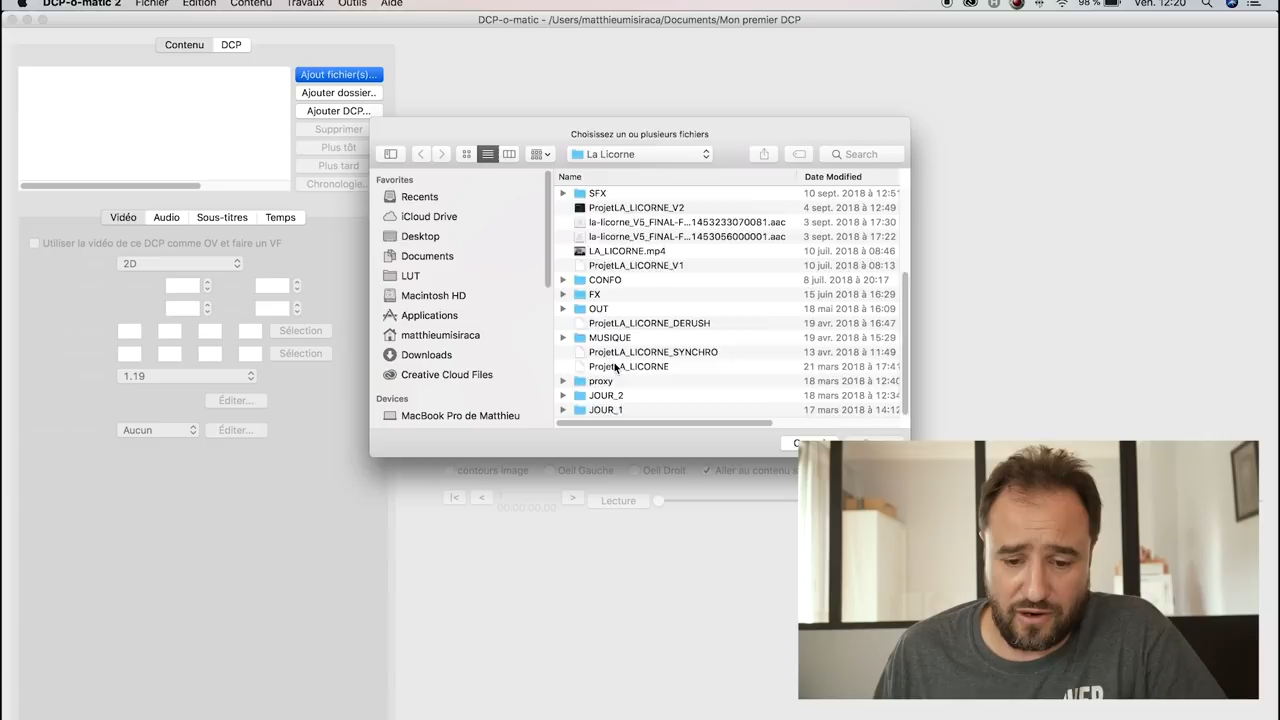 DCP-o-matic 2 Fichier Édition Contenu Travaux Outils Aide 98 % Ven. 12:20
DCP-o-matic - /Users/matthieumisiraca/Documents/Mon premier DCP
Contenu DCP
Ajout fichier(s)...
Ajouter dossier..
Ajouter DCP...
Supprimer
Plus tôt
Plus tard
Chronologie..
Vidéo Audio Sous-titres Temps
Utiliser la vidéo de ce DCP comme OV et faire un VF
2D
Sélection
Sélection
1.19
Éditer...
Aucun Éditer...
Choisissez un ou plusieurs fichiers
La Licorne Search
Favorites
Recents
iCloud Drive
Desktop
Documents
LUT
Macintosh HD
Applications
matthieumisiraca
Downloads
Creative Cloud Files
Devices
MacBook Pro de Matthieu
Name Date Modified
SFX 10 sept. 2018 à 12:51
ProjetLA_LICORNE_V2 4 sept. 2018 à 12:49
la-licorne_V5_FINAL-F...1453233070081.aac 3 sept. 2018 à 17:30
la-licorne_V5_FINAL-F...1453056000001.aac 3 sept. 2018 à 17:22
LA_LICORNE.mp4 10 juil. 2018 à 08:46
ProjetLA_LICORNE_V1 10 juil. 2018 à 08:13
CONFO 8 juil. 2018 à 20:17
FX 15 juin 2018 à 16:29
OUT 18 mai 2018 à 16:09
ProjetLA_LICORNE_DERUSH 19 avr. 2018 à 16:47
MUSIQUE 19 avr. 2018 à 15:29
ProjetLA_LICORNE_SYNCHRO 13 avr. 2018 à 11:49
ProjetLA_LICORNE 21 mars 2018 à 17:41
proxy 18 mars 2018 à 12:40
JOUR_2 18 mars 2018 à 12:34
JOUR_1 17 mars 2018 à 14:12
contours image Oeil Gauche Oeil Droit Aller au contenu s
|< < 00:00:00.00 > Lecture